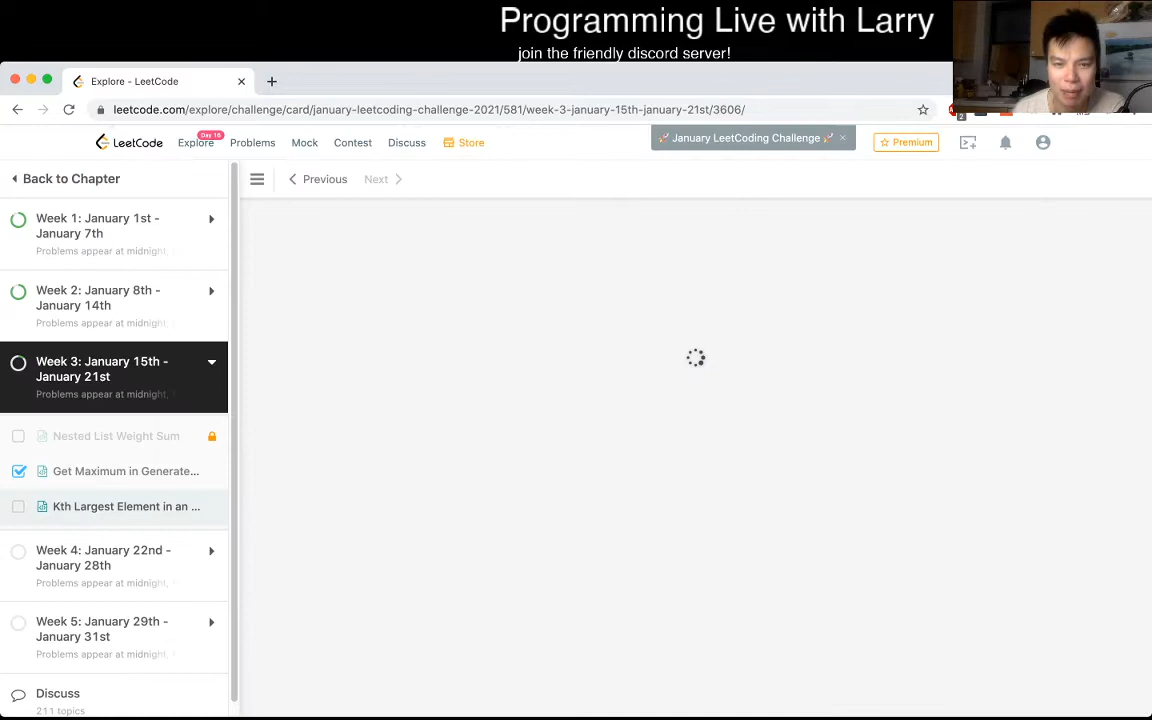 Programming Live with Larry
join the friendly discord server!
Explore - LeetCode
leetcode.com/explore/challenge/card/january-leetcoding-challenge-2021/581/week-3-january-15th-january-21st/3606/
2
LeetCode
Explore
Day 16
Problems
Mock
Contest
Discuss
Store
January LeetCoding Challenge
Premium
Back to Chapter
Previous
Next
Week 1: January 1st -
January 7th
Problems appear at midnight,
Week 2: January 8th -
January 14th
Problems appear at midnight,
Week 3: January 15th -
January 21st
Problems appear at midnight,
Nested List Weight Sum
Get Maximum in Generate...
Kth Largest Element in an ...
Week 4: January 22nd -
January 28th
Problems appear at midnight,
Week 5: January 29th -
January 31st
Problems appear at midnight,
Discuss
211 topics